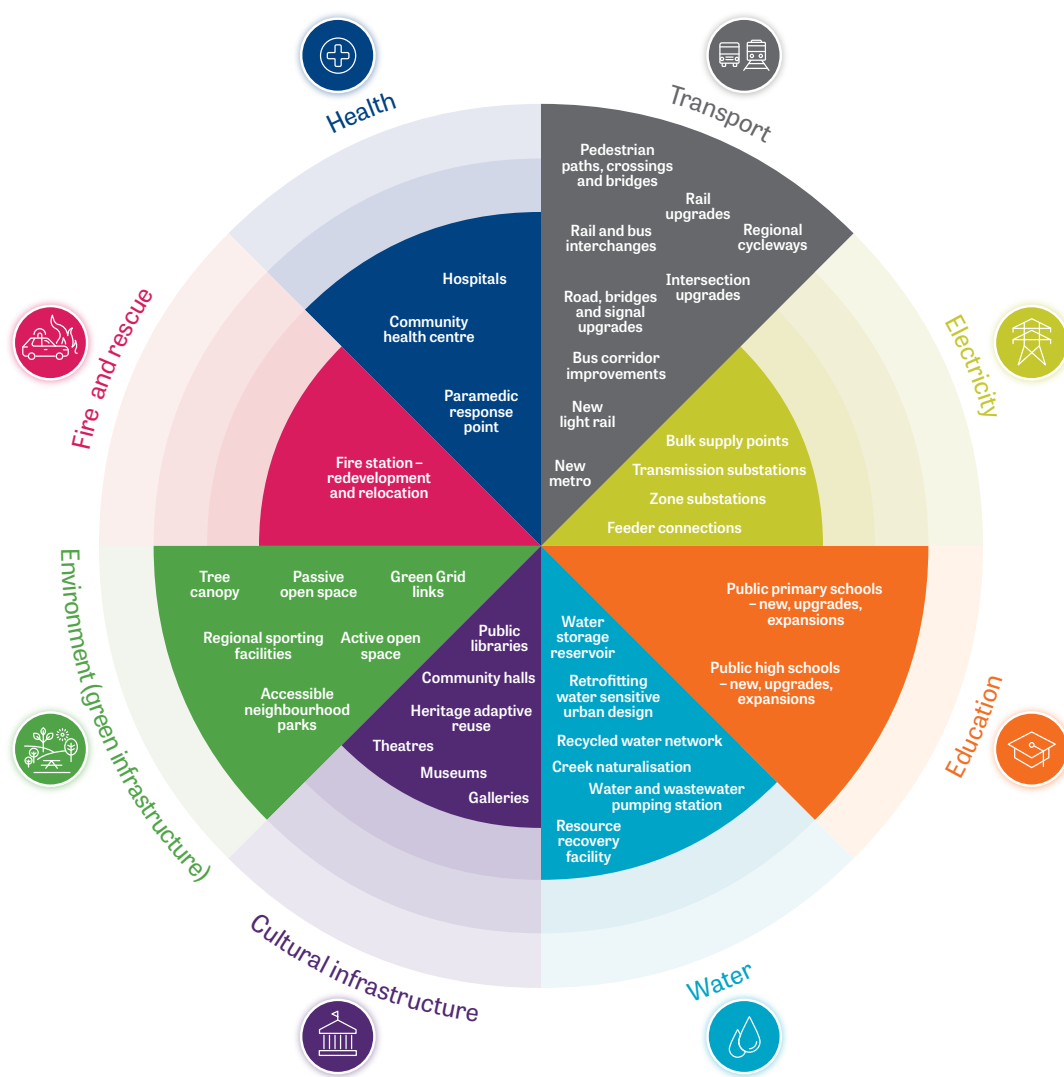 Health
Hospitals
Community
health centre
Paramedic
response
point
Transport
Pedestrian
paths, crossings
and bridges
Rail
upgrades
Regional
cycleways
Rail and bus
interchanges
Intersection
upgrades
Road, bridges
and signal
upgrades
Bus corridor
improvements
New
light rail
New
metro
Electricity
Bulk supply points
Transmission substations
Zone substations
Feeder connections
Education
Public primary schools
– new, upgrades,
expansions
Public high schools
– new, upgrades,
expansions
Water
Water
storage
reservoir
Retrofitting
water sensitive
urban design
Recycled water network
Creek naturalisation
Water and wastewater
pumping station
Resource
recovery
facility
Cultural infrastructure
Public
libraries
Community halls
Heritage adaptive
reuse
Theatres
Museums
Galleries
Environment (green infrastructure)
Tree
canopy
Passive
open space
Green Grid
links
Regional sporting
facilities
Active open
space
Accessible
neighbourhood
parks
Fire and rescue
Fire station –
redevelopment
and relocation